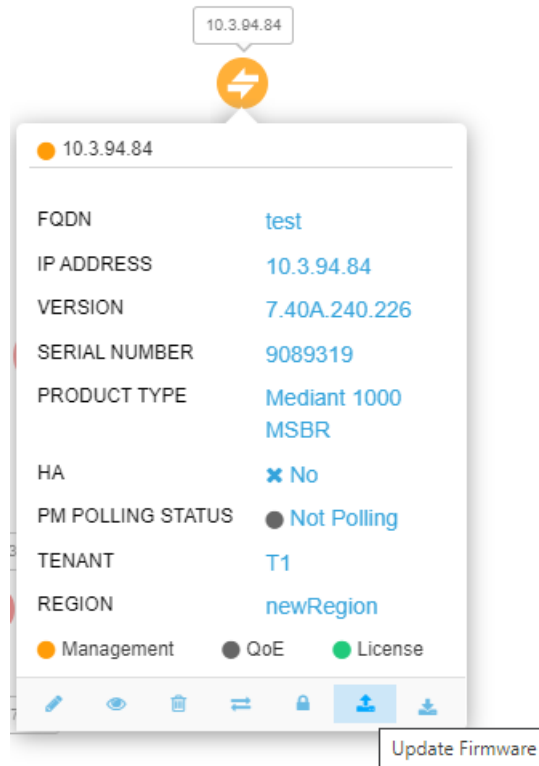 10.3.94.84
10.3.94.84
FQDN test
IP ADDRESS 10.3.94.84
VERSION 7.40A.240.226
SERIAL NUMBER 9089319
PRODUCT TYPE Mediant 1000
MSBR
HA No
PM POLLING STATUS Not Polling
3
TENANT T1
REGION newRegion
Management QoE License
7
Update Firmware